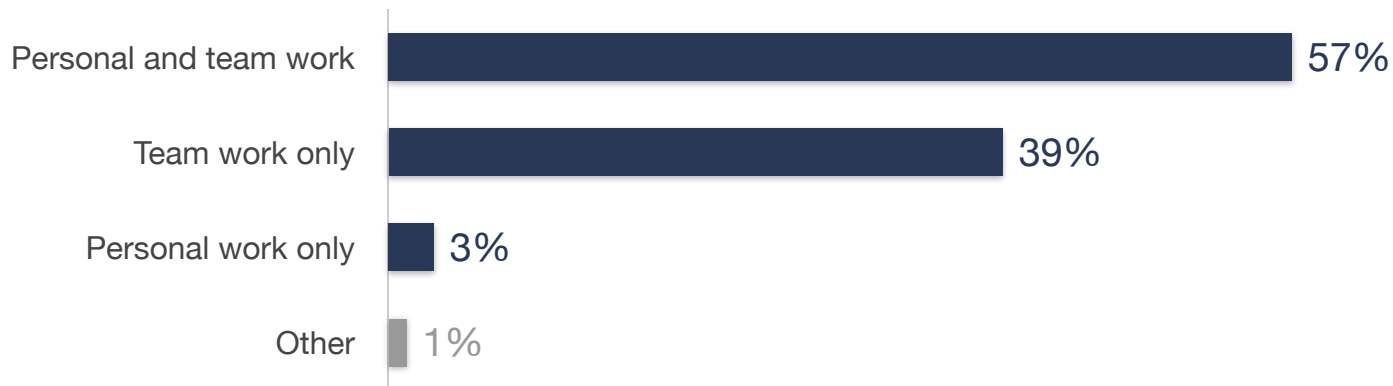 Personal and team work 57%
Team work only 39%
Personal work only 3%
Other 1%